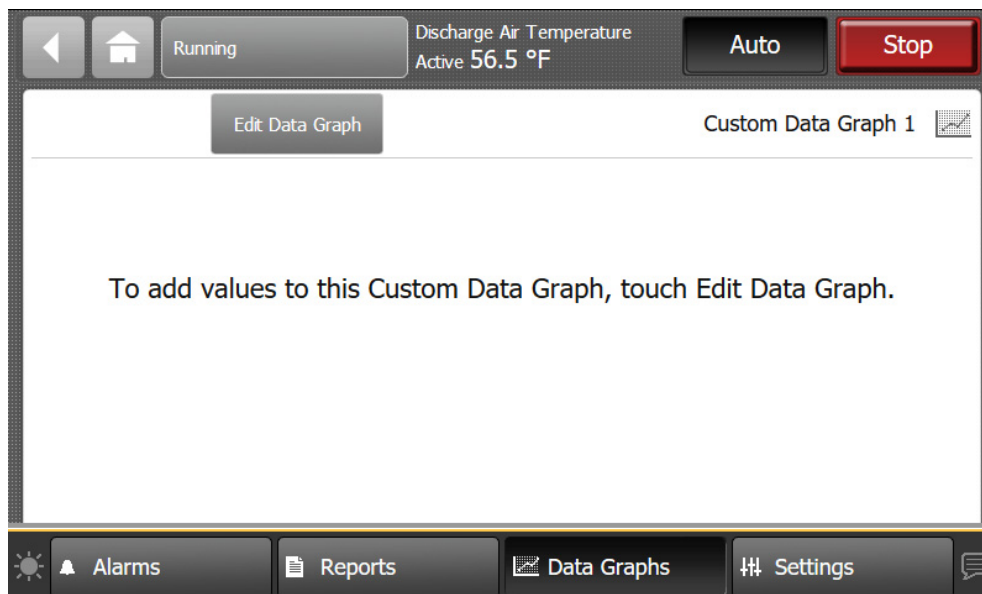 Running
Discharge Air Temperature
Active 56.5 °F
Auto
Stop
Edit Data Graph
Custom Data Graph 1
To add values to this Custom Data Graph, touch Edit Data Graph.
Alarms
Reports
Data Graphs
Settings